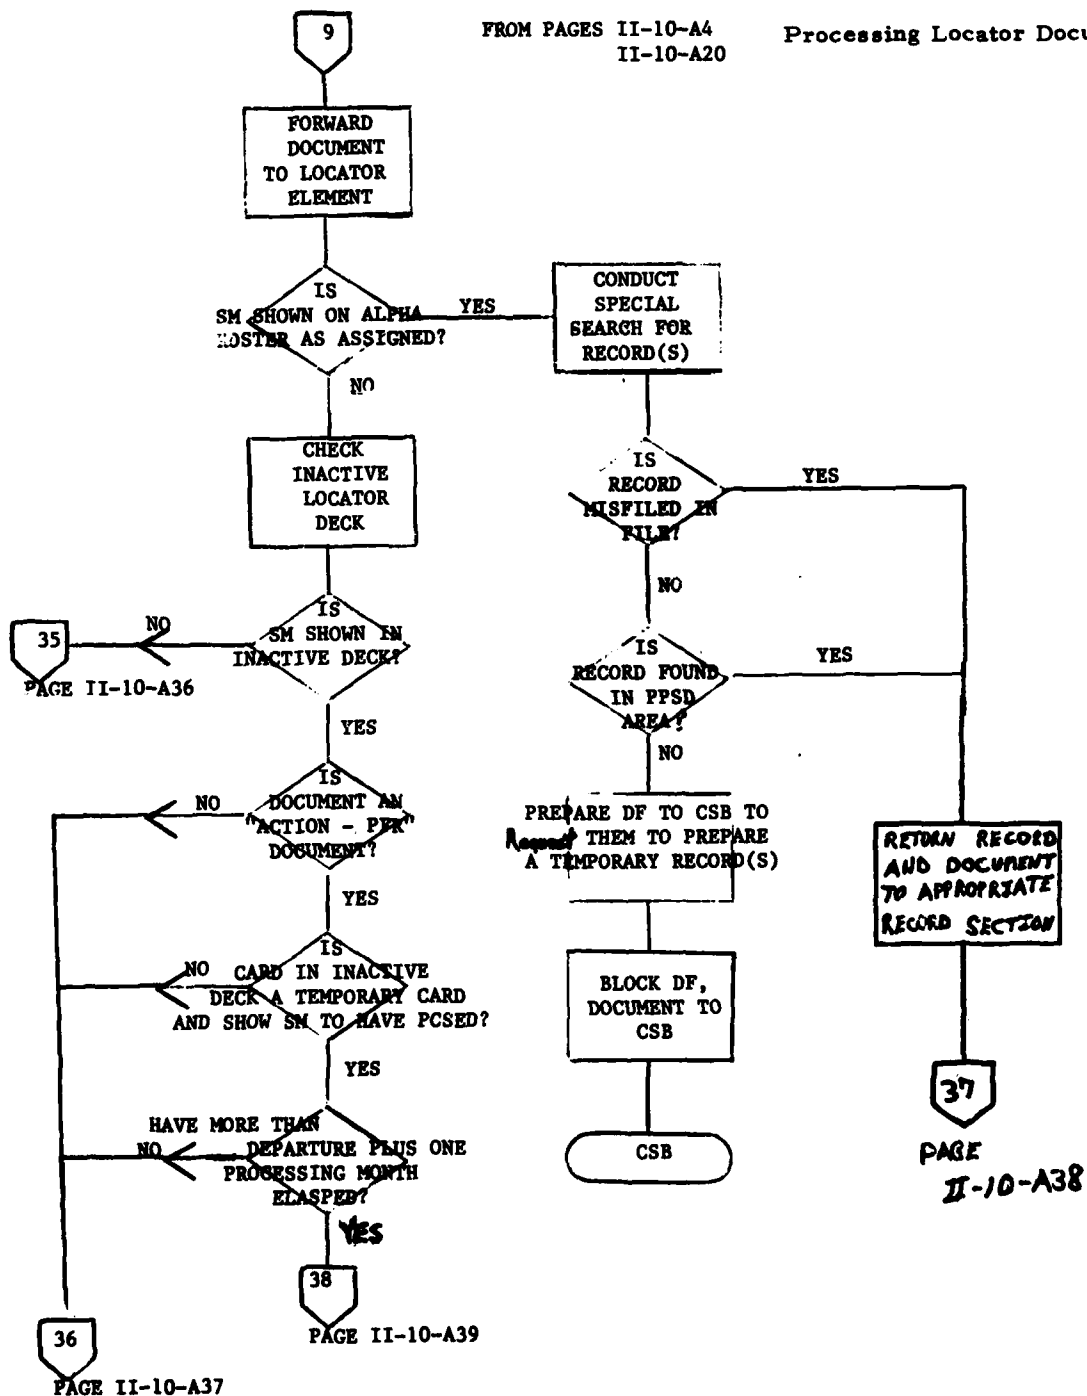 9
FROM PAGES II-10-A4
II-10-A20
Processing Locator Docu
FORWARD
DOCUMENT
TO LOCATOR
ELEMENT
IS
SM SHOWN ON ALPHA
ROSTER AS ASSIGNED?
YES
NO
CONDUCT
SPECIAL
SEARCH FOR
RECORD(S)
CHECK
INACTIVE
LOCATOR
DECK
IS
RECORD
MISFILED IN
FILE?
YES
NO
IS
SM SHOWN IN
INACTIVE DECK?
NO
35
PAGE II-10-A36
YES
IS
RECORD FOUND
IN PPSD
AREA?
YES
NO
IS
DOCUMENT AN
"ACTION - PER"
DOCUMENT?
NO
YES
PREPARE DF TO CSB TO
Request THEM TO PREPARE
A TEMPORARY RECORD(S)
RETURN RECORD
AND DOCUMENT
TO APPROPRIATE
RECORD SECTION
IS
CARD IN INACTIVE
DECK A TEMPORARY CARD
AND SHOW SM TO HAVE PCSED?
NO
YES
BLOCK DF,
DOCUMENT TO
CSB
37
PAGE
II-10-A38
HAVE MORE THAN
DEPARTURE PLUS ONE
PROCESSING MONTH
ELASPED?
NO
YES
CSB
38
PAGE II-10-A39
36
PAGE II-10-A37